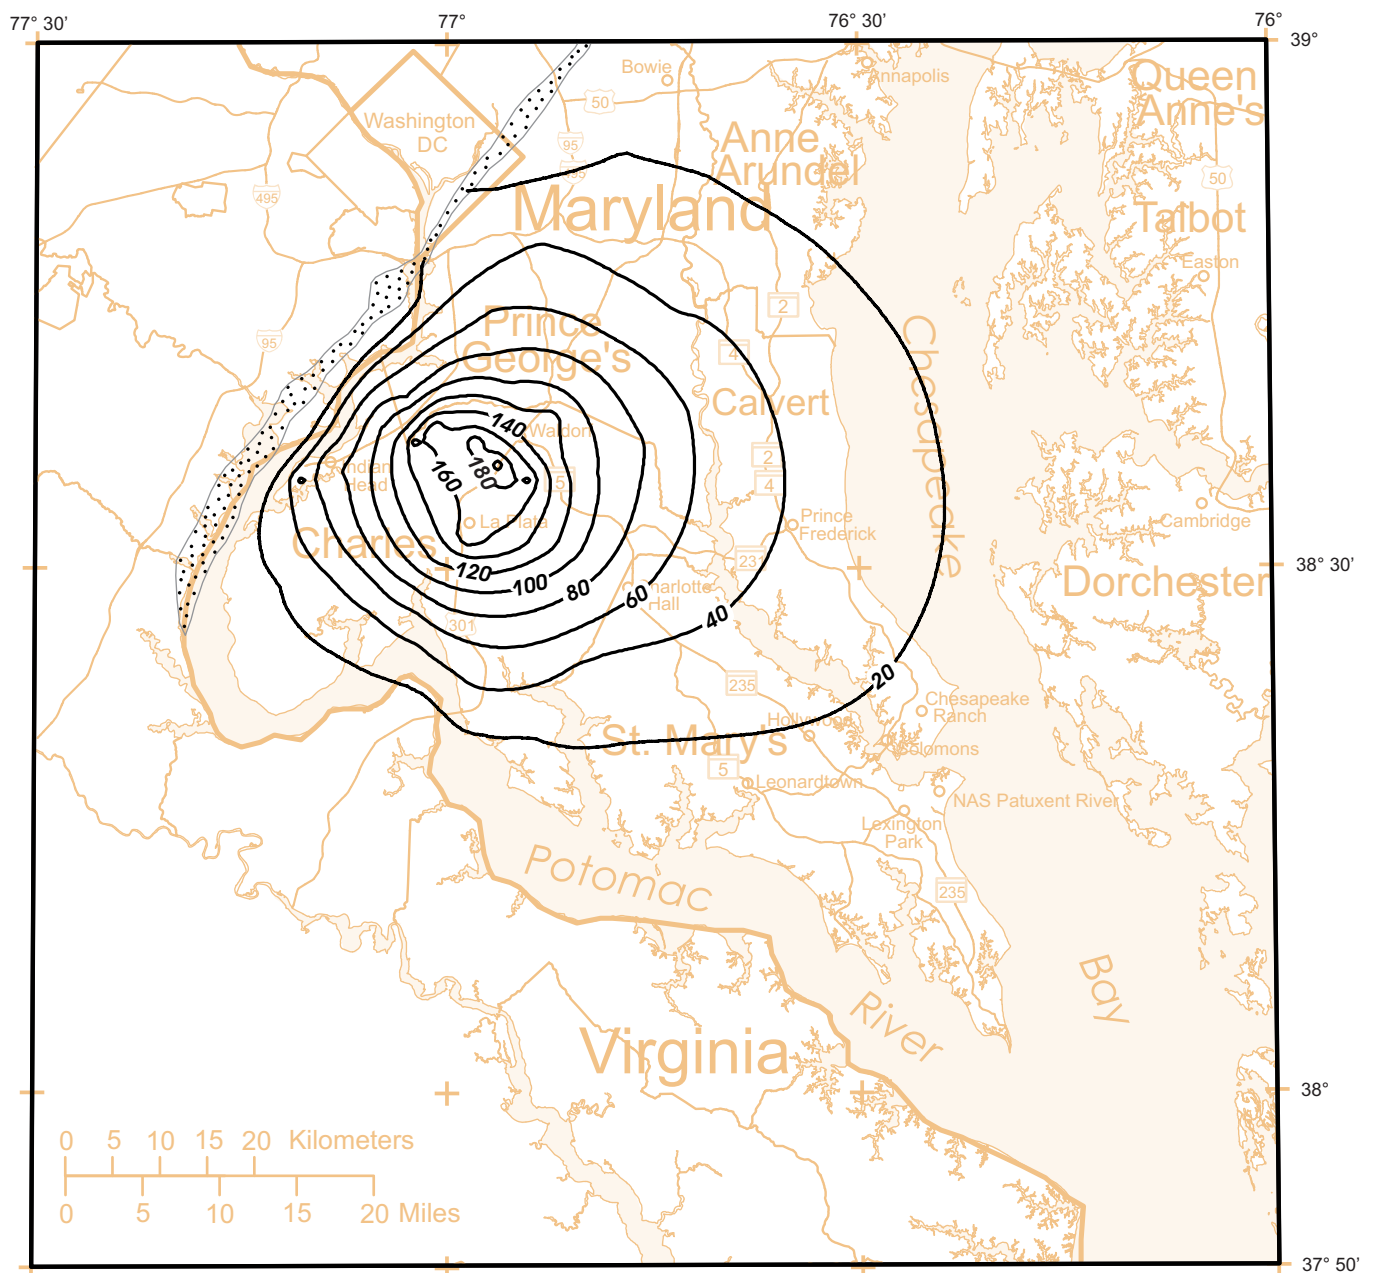 77° 30’
77°
76° 30’
76°
39°
Bowie
Annapolis
Queen
Anne's
50
Washington
DC
95
Anne
Arundel
495
50
Maryland
Talbot
Easton
2
Prince
George's
95
4
Chesapeake
Calvert
140
Waldorf
2
Indian
Head
160
180
5
4
La Plata
Prince
Frederick
Cambridge
Charles
231
38° 30’
120
100
80
60
40
Charlotte
Hall
Dorchester
301
20
235
Chesapeake
Ranch
Hollywood
St. Mary's
Solomons
5
Leonardtown
NAS Patuxent River
Lexington
Park
Potomac
235
Bay
River
Virginia
38°
0 5 10 15 20 Kilometers
0 5 10 15 20 Miles
37° 50’